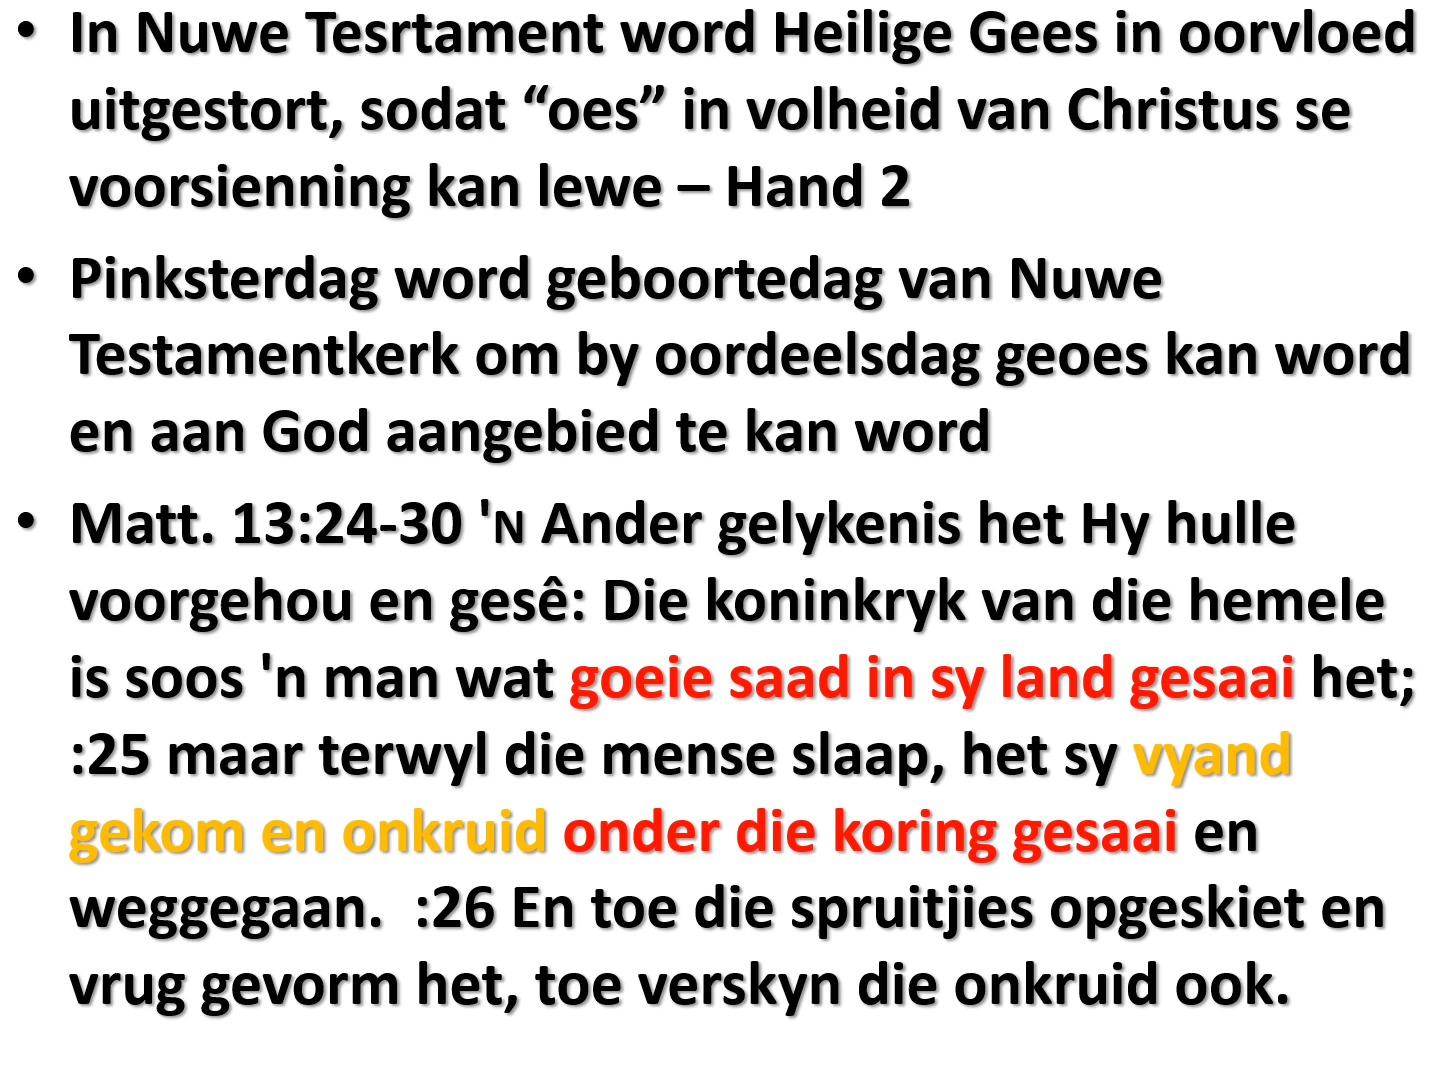 • In Nuwe Tesrtament word Heilige Gees in oorvloed
uitgestort, sodat “oes” in volheid van Christus se
voorsienning kan lewe – Hand 2
• Pinksterdag word geboortedag van Nuwe
Testamentkerk om by oordeelsdag geoes kan word
en aan God aangebied te kan word
• Matt. 13:24-30 'N Ander gelykenis het Hy hulle
voorgehou en gesê: Die koninkryk van die hemele
is soos 'n man wat goeie saad in sy land gesaai het;
:25 maar terwyl die mense slaap, het sy vyand
gekom en onkruid onder die koring gesaai en
weggegaan.  :26 En toe die spruitjies opgeskiet en
vrug gevorm het, toe verskyn die onkruid ook.